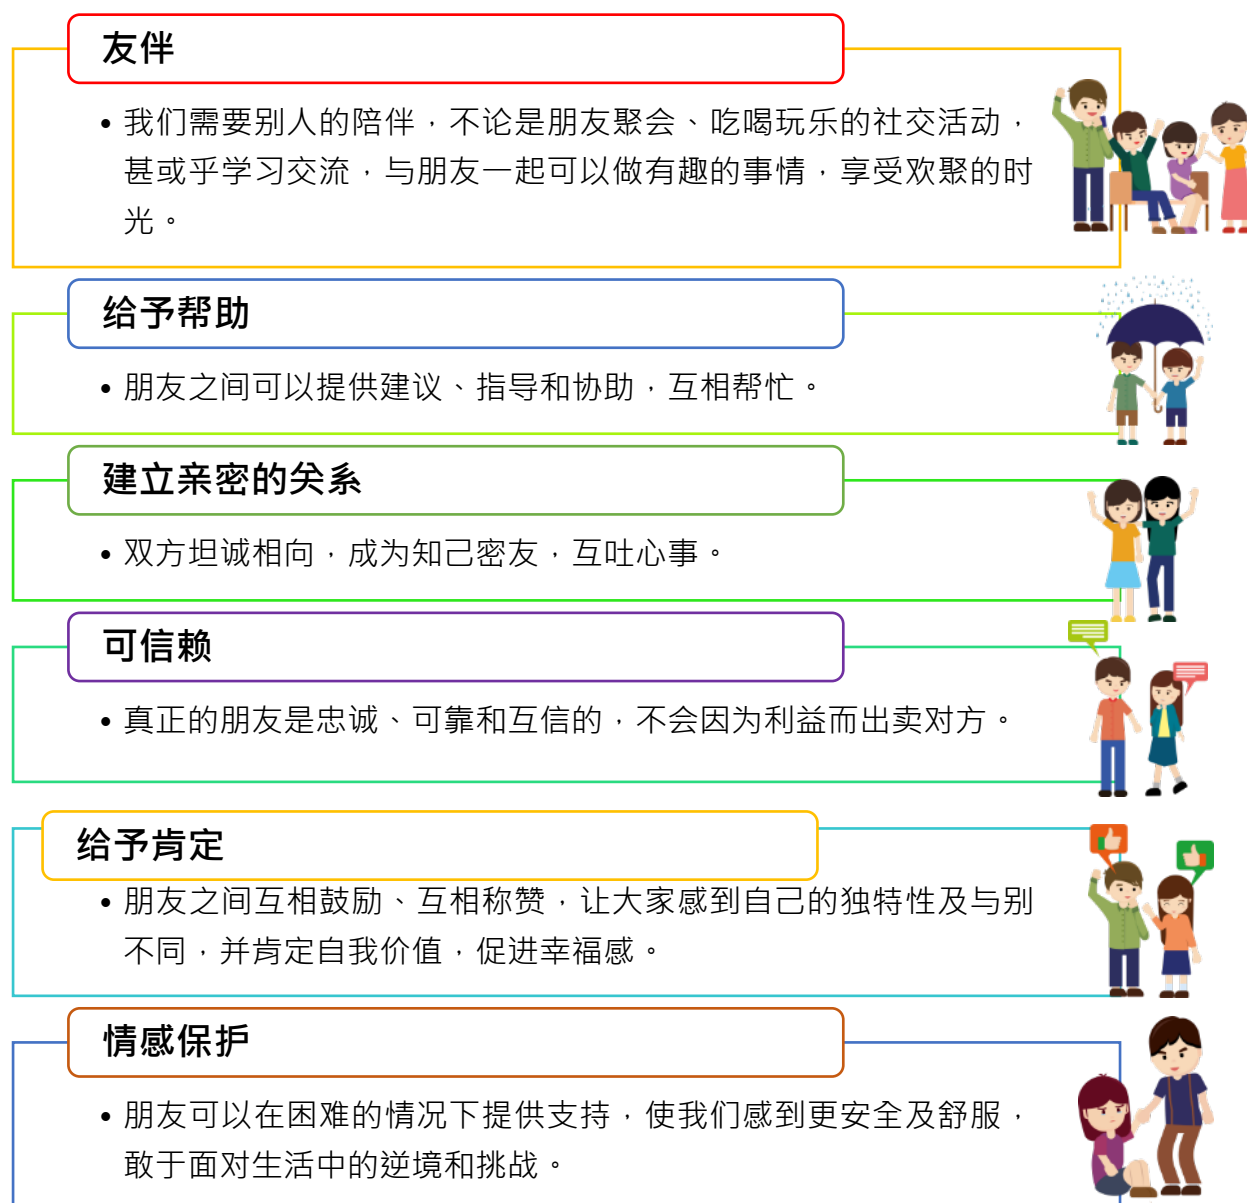 友伴
• 我们需要别人的陪伴，不论是朋友聚会、吃喝玩乐的社交活动，
甚或乎学习交流，与朋友一起可以做有趣的事情，享受欢聚的时
光。
给予帮助
• 朋友之间可以提供建议、指导和协助，互相帮忙。
建立亲密的关系
• 双方坦诚相向，成为知己密友，互吐心事。
可信赖
• 真正的朋友是忠诚、可靠和互信的，不会因为利益而出卖对方。
给予肯定
• 朋友之间互相鼓励、互相称赞，让大家感到自己的独特性及与别
不同，并肯定自我价值，促进幸福感。
情感保护
• 朋友可以在困难的情况下提供支持，使我们感到更安全及舒服，
敢于面对生活中的逆境和挑战。